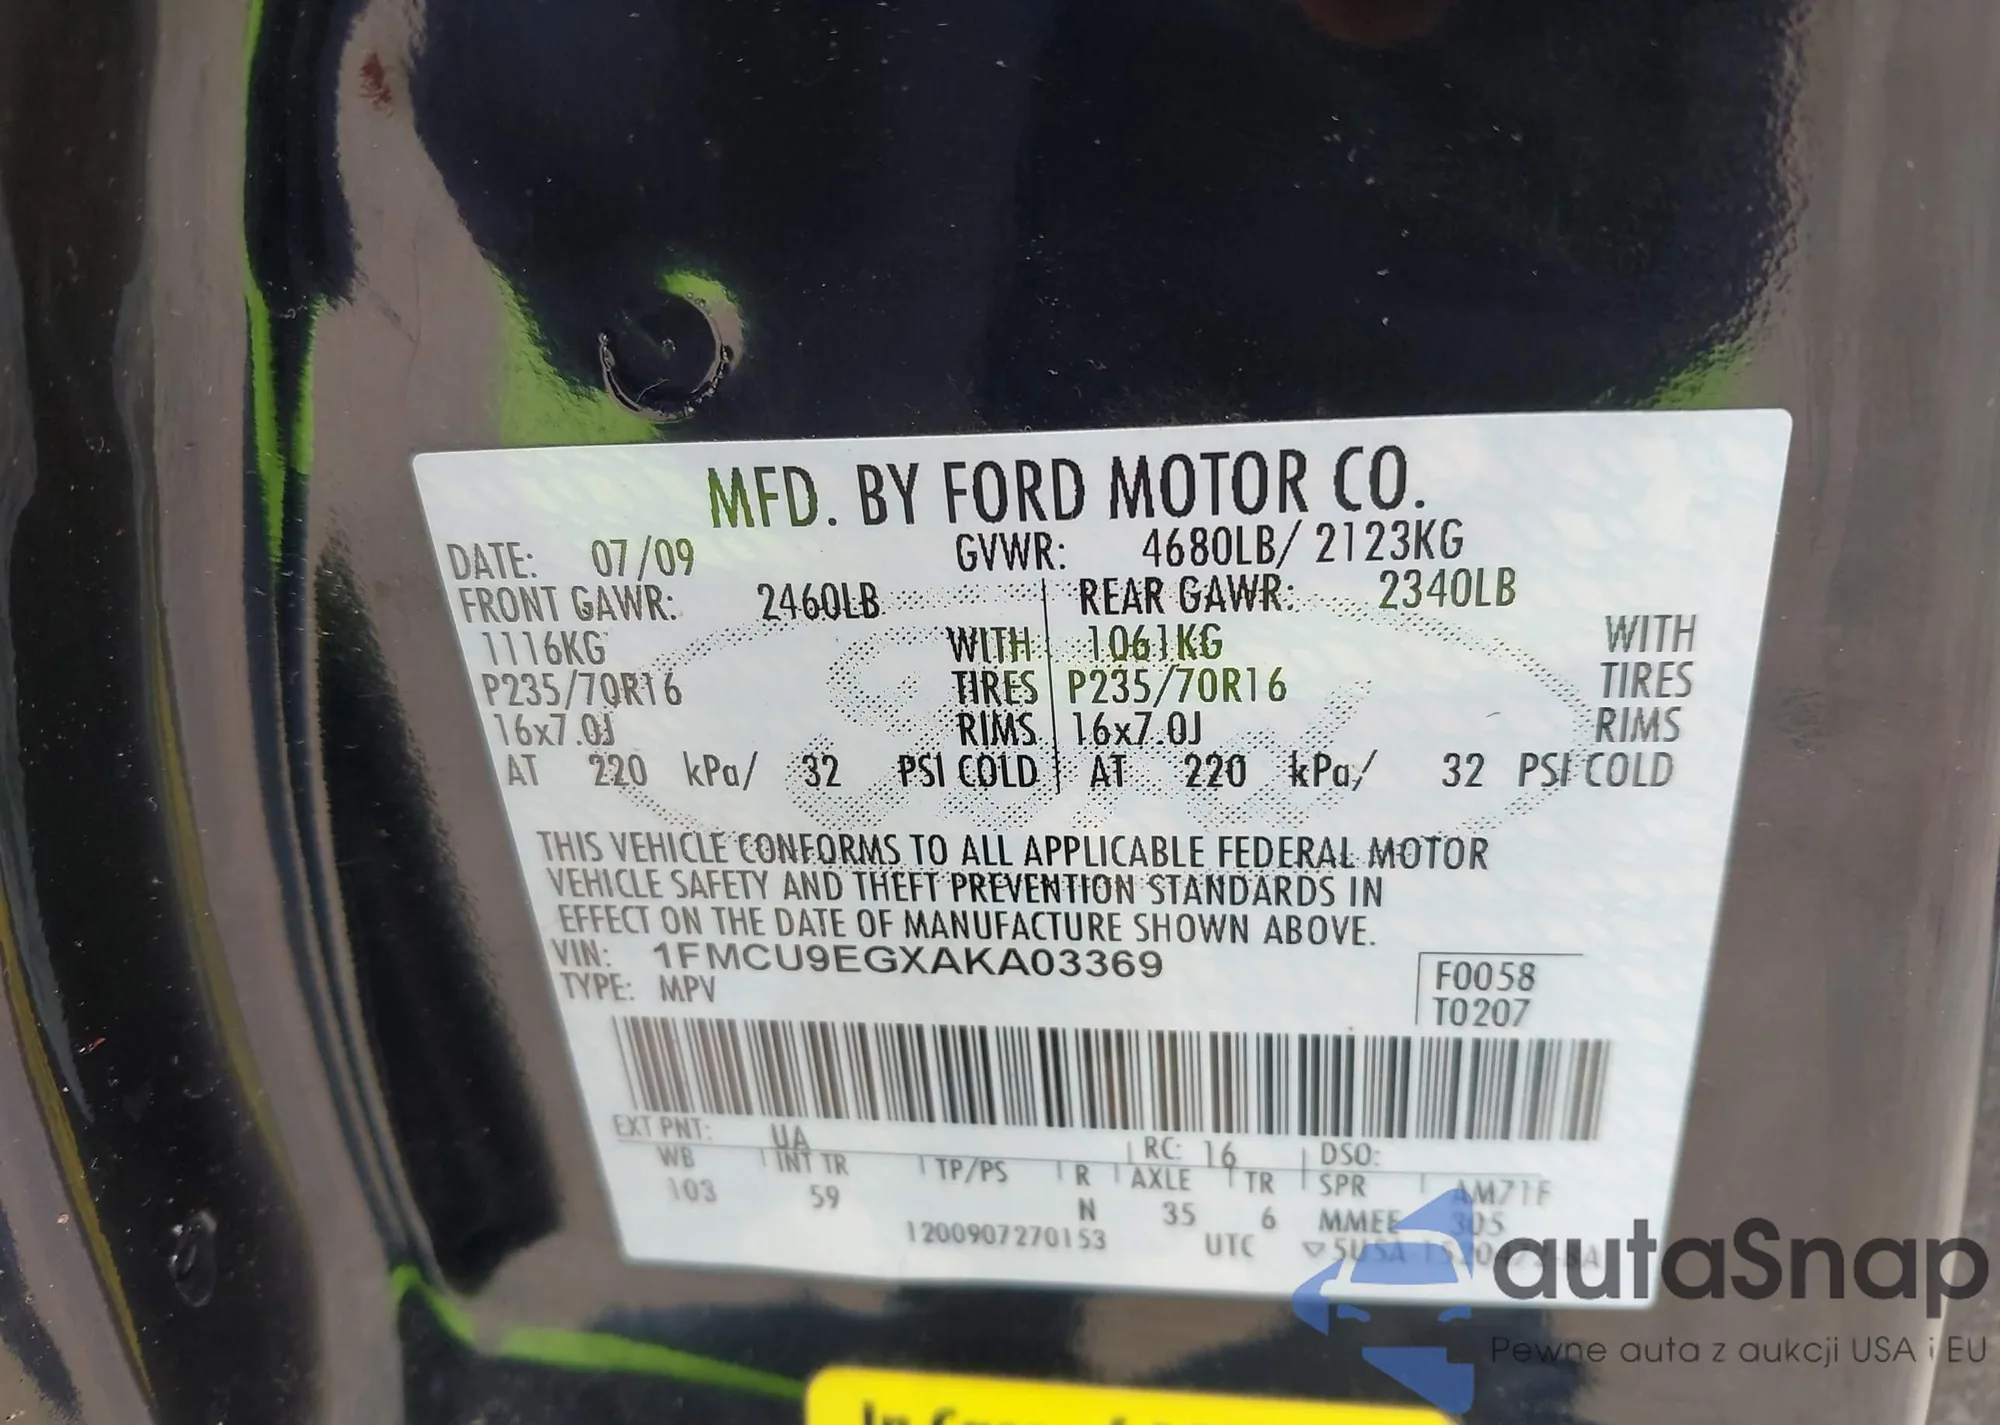 MFD. BY FORD MOTOR CO.
DATE: 07/09 GVWR: 4680LB/ 2123KG
FRONT GAWR: 2460LB REAR GAWR: 2340LB
1116KG WITH 1061KG WITH
P235/70R16 TIRES P235/70R16 TIRES
16x7.0J RIMS 16x7.0J RIMS
AT 220 kPa/ 32 PSI COLD AT 220 kPa/ 32 PSI COLD
THIS VEHICLE CONFORMS TO ALL APPLICABLE FEDERAL MOTOR
VEHICLE SAFETY AND THEFT PREVENTION STANDARDS IN
EFFECT ON THE DATE OF MANUFACTURE SHOWN ABOVE.
VIN: 1FMCU9EGXAKA03369
TYPE: MPV
F0058
T0207
EXT PNT: UA RC: 16 DSO:
WB INT TR TP/PS R AXLE TR SPR AM71F
103 59 N 35 6 MMEE 305
1200907270153 UTC
autaSnap
Pewne auta z aukcji USA i EU
In Case of